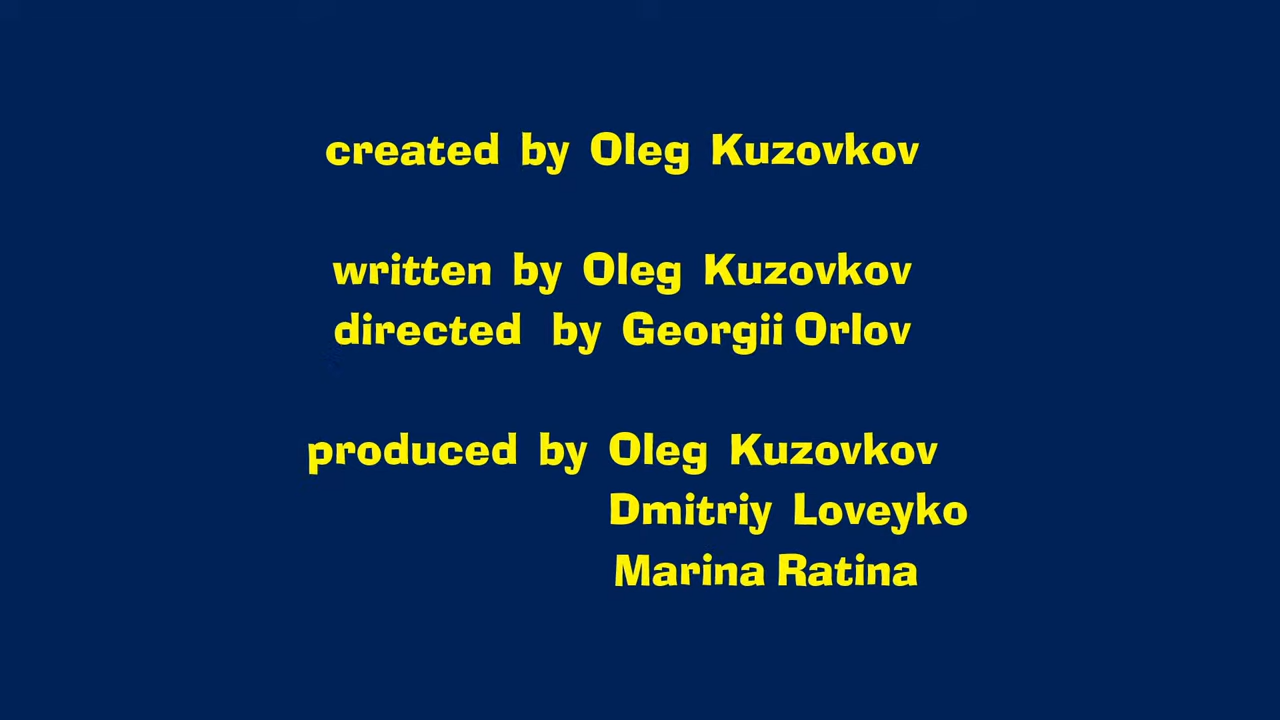 created by Oleg Kuzovkov
written by Oleg Kuzovkov
directed by Georgii Orlov
produced by Oleg Kuzovkov
Dmitriy Loveyko
Marina Ratina